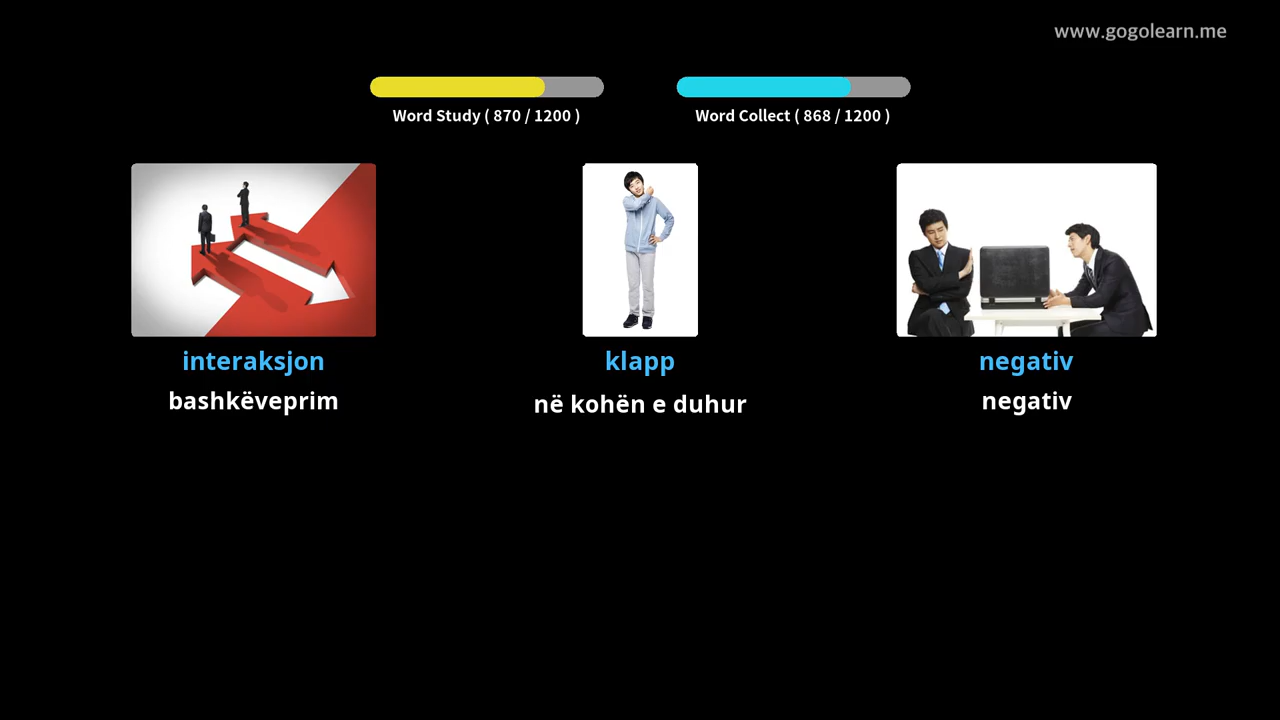 www.gogolearn.me
Word Study ( 870 / 1200 )
Word Collect ( 868 / 1200 )
interaksjon
klapp
negativ
bashkëveprim
në kohën e duhur
negativ